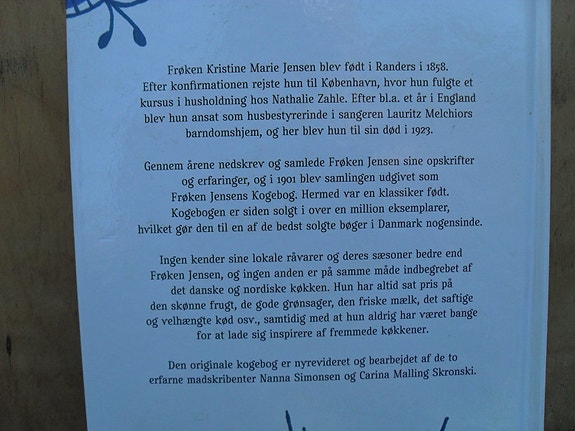 Frøken Kristine Marie Jensen blev født i Randers i 1858.
Efter konfirmationen rejste hun til København, hvor hun fulgte et
kursus i husholdning hos Nathalie Zahle. Efter bl.a. et år i England
blev hun ansat som husbestyrerinde i sangeren Lauritz Melchiors
barndomshjem, og her blev hun til sin død i 1923.
Gennem årene nedskrev og samlede Frøken Jensen sine opskrifter
og erfaringer, og i 1901 blev samlingen udgivet som
Frøken Jensens Kogebog. Hermed var en klassiker født.
Kogebogen er siden solgt i over en million eksemplarer,
hvilket gør den til en af de bedst solgte bøger i Danmark nogensinde.
Ingen kender sine lokale råvarer og deres sæsoner bedre end
Frøken Jensen, og ingen anden er på samme måde indbegrebet af
det danske og nordiske køkken. Hun har altid sat pris på
den skønne frugt, de gode grønsager, den friske mælk, det saftige
og velhængte kød osv., samtidig med at hun aldrig har været bange
for at lade sig inspirere af fremmede køkkener.
Den originale kogebog er nyrevideret og bearbejdet af de to
erfarne madskribenter Nanna Simonsen og Carina Malling Skronski.